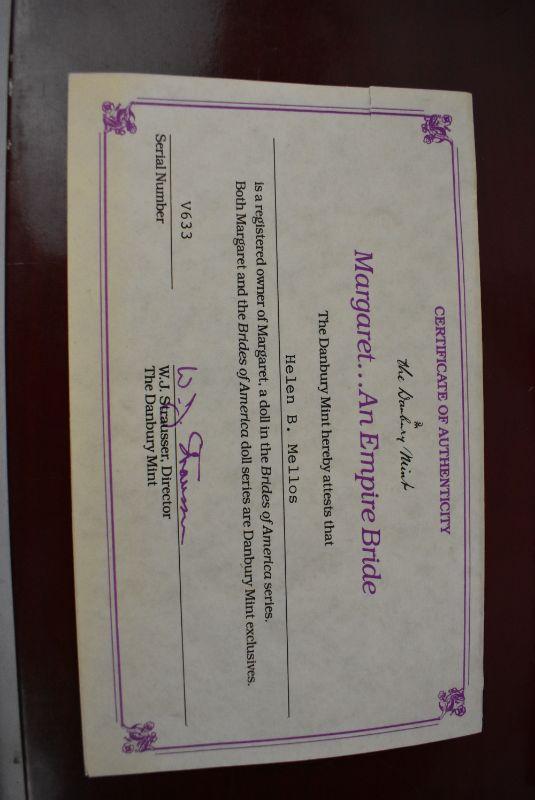 CERTIFICATE OF AUTHENTICITY
the Danbury Mint
Margaret...An Empire Bride
The Danbury Mint hereby attests that
Helen B. Mellos
is a registered owner of Margaret, a doll in the Brides of America series.
Both Margaret and the Brides of America doll series are Danbury Mint exclusives.
V633
Serial Number
W.J. Strausser
W.J. Strausser, Director
The Danbury Mint